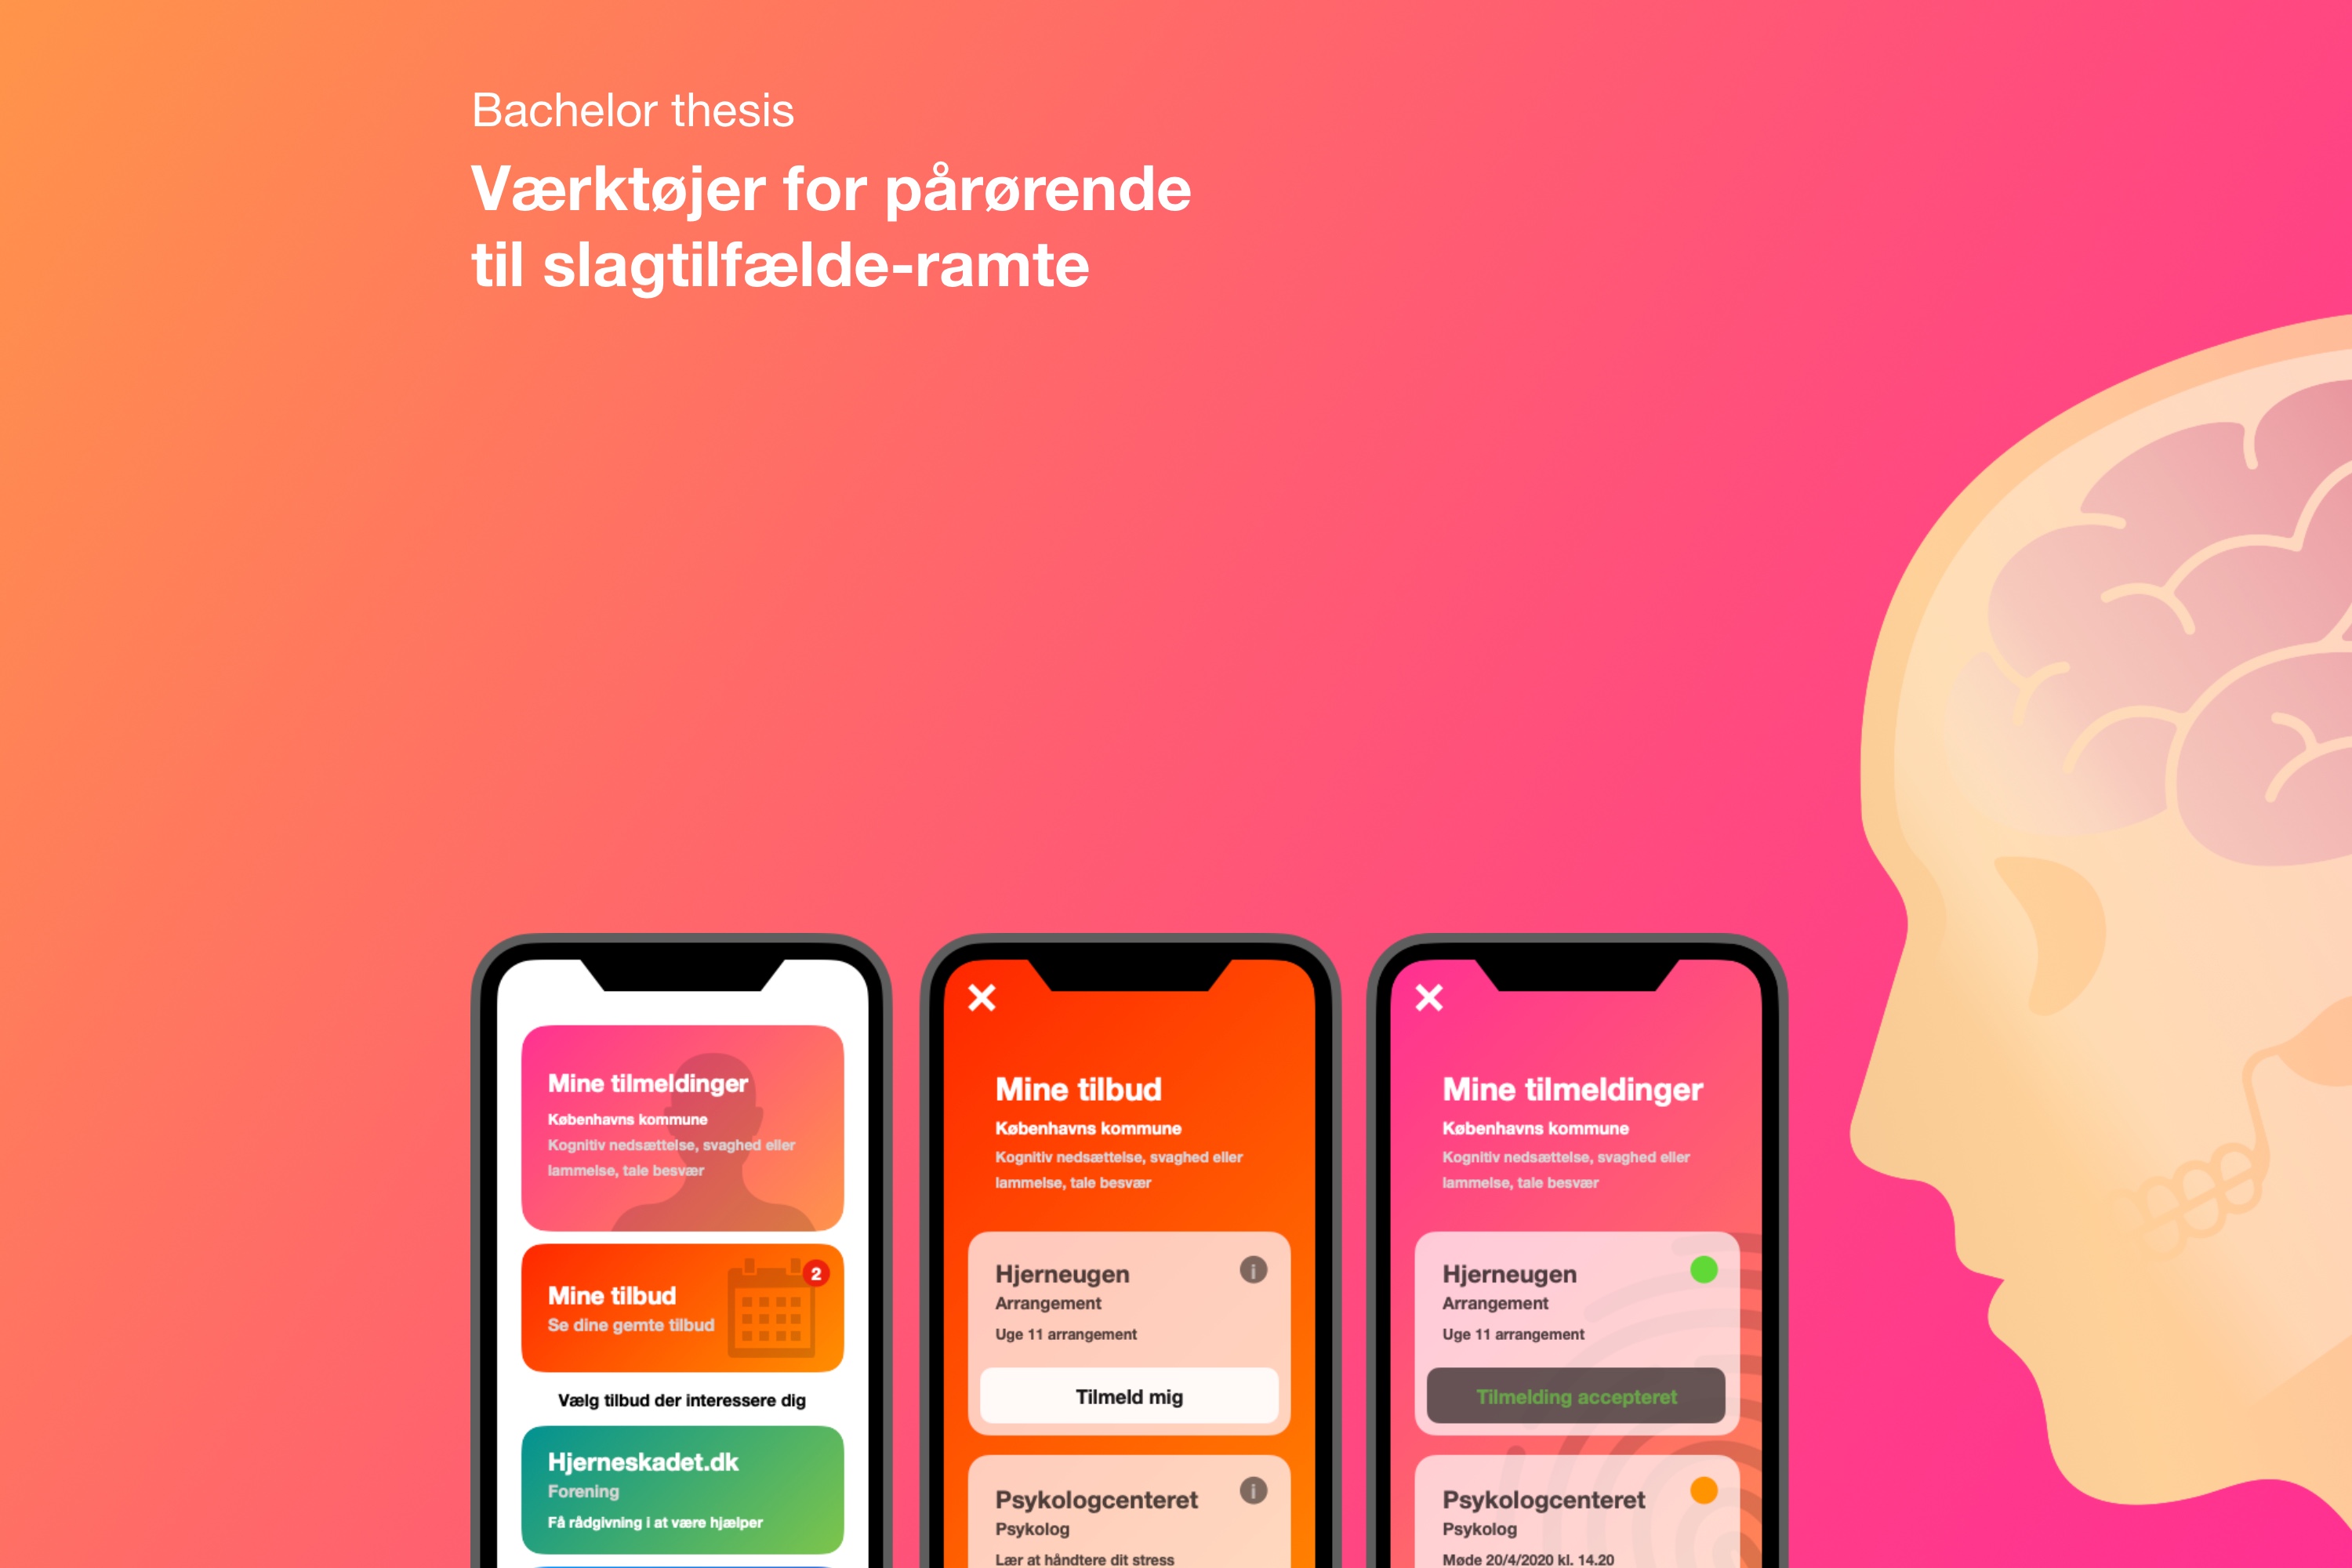 Bachelor thesis
Værktøjer for pårørende
til slagtilfælde-ramte
Mine tilmeldinger
Københavns kommune
Kognitiv nedsættelse, svaghed eller
lammelse, tale besvær
Mine tilbud
Se dine gemte tilbud
2
Vælg tilbud der interessere dig
Hjerneskadet.dk
Forening
Få rådgivning i at være hjælper
Mine tilbud
Københavns kommune
Kognitiv nedsættelse, svaghed eller
lammelse, tale besvær
Hjerneugen
i
Arrangement
Uge 11 arrangement
Tilmeld mig
Psykologcenteret
i
Psykolog
Lær at håndtere dit stress
Mine tilmeldinger
Københavns kommune
Kognitiv nedsættelse, svaghed eller
lammelse, tale besvær
Hjerneugen
Arrangement
Uge 11 arrangement
Tilmelding accepteret
Psykologcenteret
Psykolog
Møde 20/4/2020 kl. 14.20